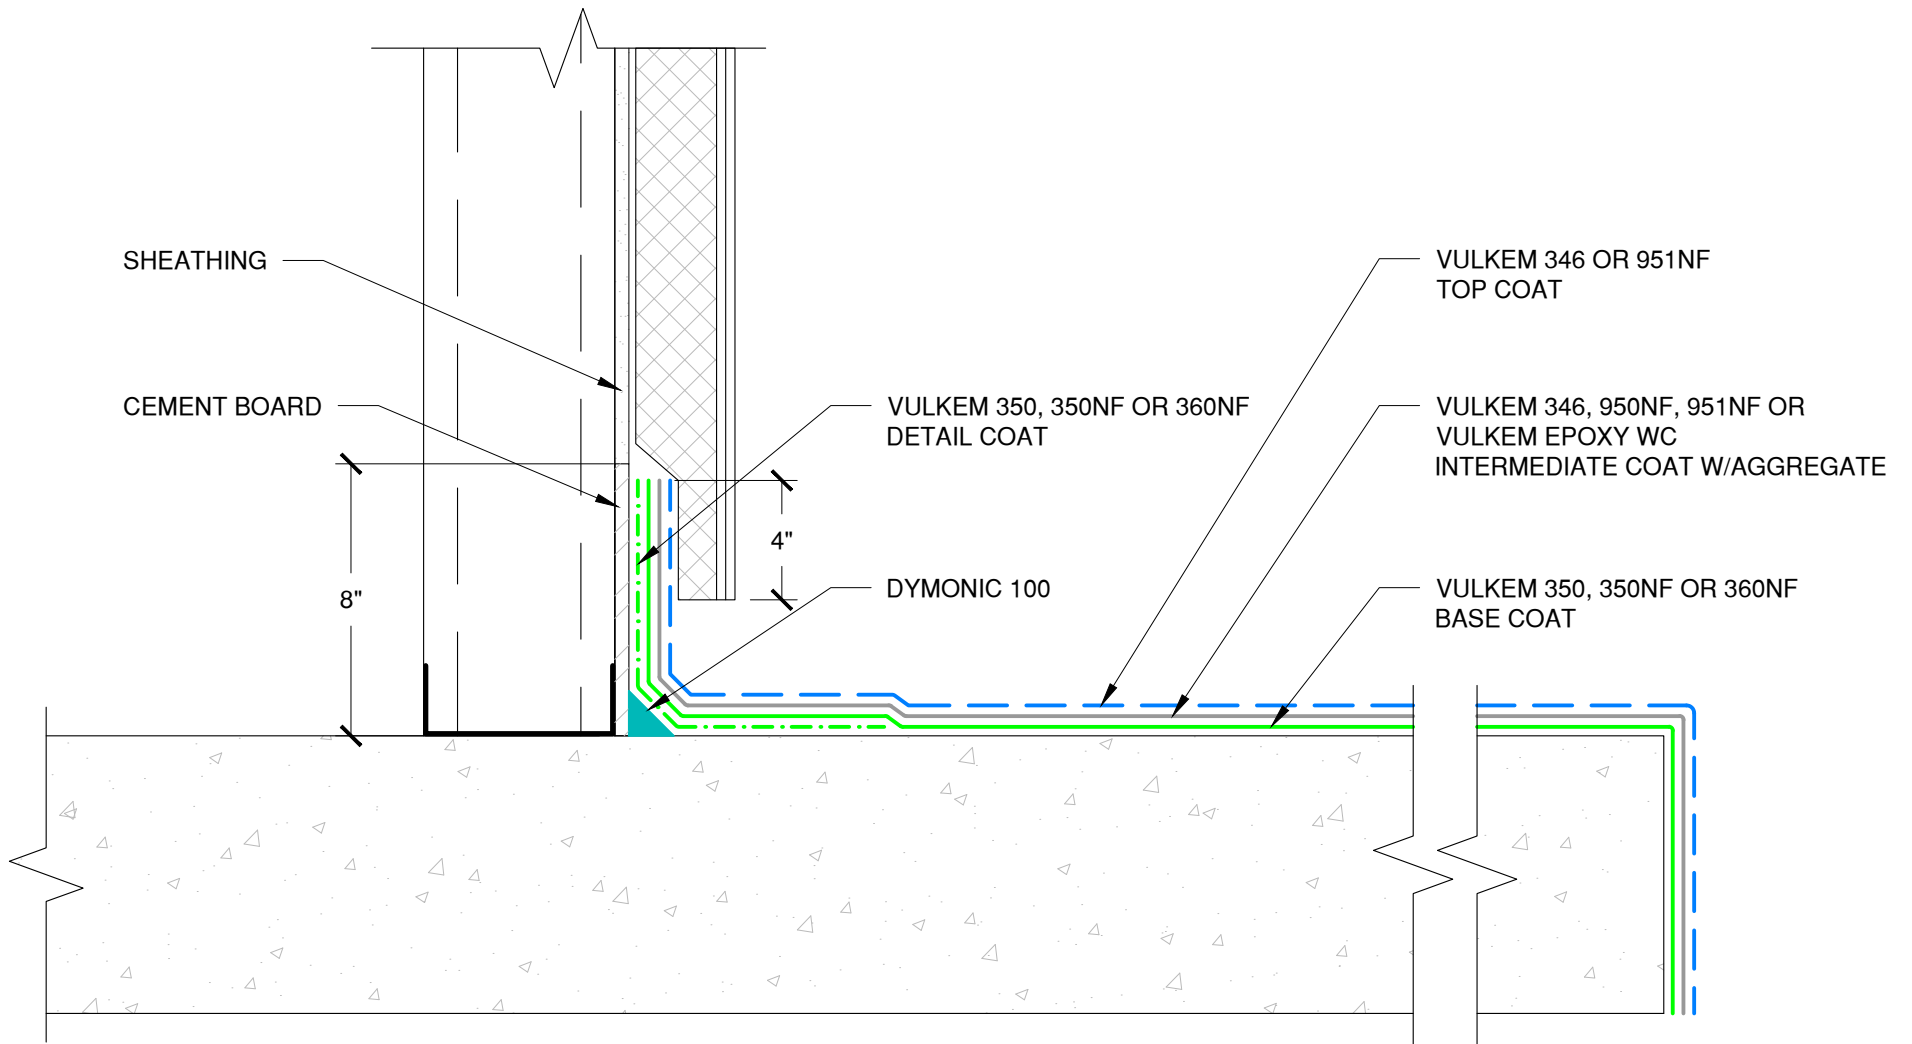 SHEATHING
CEMENT BOARD
8"
VULKEM 350, 350NF OR 360NF
DETAIL COAT
4"
DYMONIC 100
VULKEM 346 OR 951NF
TOP COAT
VULKEM 346, 950NF, 951NF OR
VULKEM EPOXY WC
INTERMEDIATE COAT W/AGGREGATE
VULKEM 350, 350NF OR 360NF
BASE COAT